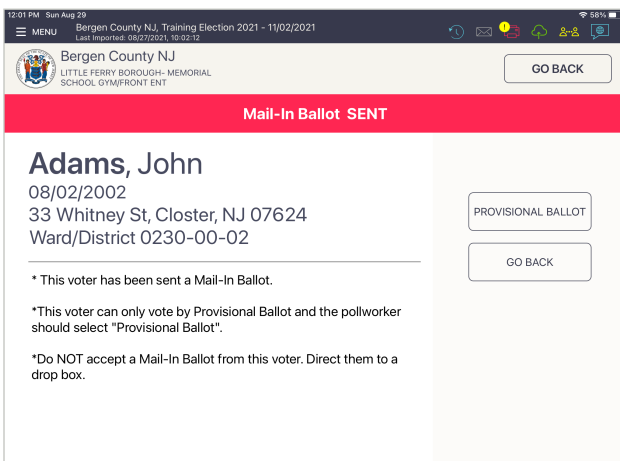 12:01 PM Sun Aug 29
58%
MENU
Bergen County NJ, Training Election 2021 - 11/02/2021
Last Imported: 08/27/2021, 10:02:12
!
Bergen County NJ
LITTLE FERRY BOROUGH- MEMORIAL
SCHOOL GYM/FRONT ENT
GO BACK
Mail-In Ballot SENT
Adams, John
08/02/2002
33 Whitney St, Closter, NJ 07624
Ward/District 0230-00-02
PROVISIONAL BALLOT
GO BACK
* This voter has been sent a Mail-In Ballot.
*This voter can only vote by Provisional Ballot and the pollworker
should select "Provisional Ballot".
*Do NOT accept a Mail-In Ballot from this voter. Direct them to a
drop box.